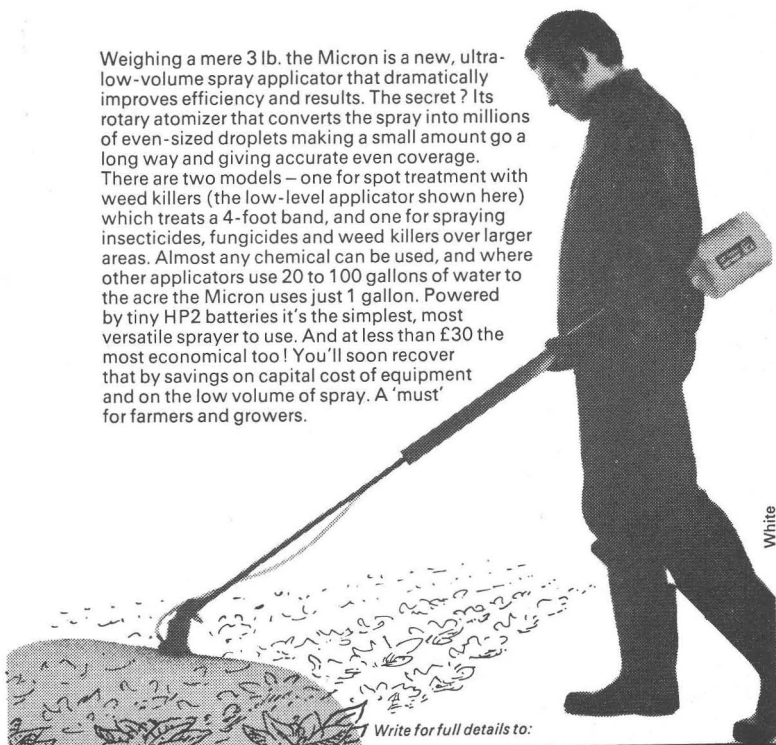 Weighing a mere 3 lb. the Micron is a new, ultra-
low-volume spray applicator that dramatically
improves efficiency and results. The secret? Its
rotary atomizer that converts the spray into millions
of even-sized droplets making a small amount go a
long way and giving accurate even coverage.
There are two models – one for spot treatment with
weed killers (the low-level applicator shown here)
which treats a 4-foot band, and one for spraying
insecticides, fungicides and weed killers over larger
areas. Almost any chemical can be used, and where
other applicators use 20 to 100 gallons of water to
the acre the Micron uses just 1 gallon. Powered
by tiny HP2 batteries it's the simplest, most
versatile sprayer to use. And at less than £30 the
most economical too! You'll soon recover
that by savings on capital cost of equipment
and on the low volume of spray. A 'must'
for farmers and growers.
White
Write for full details to: